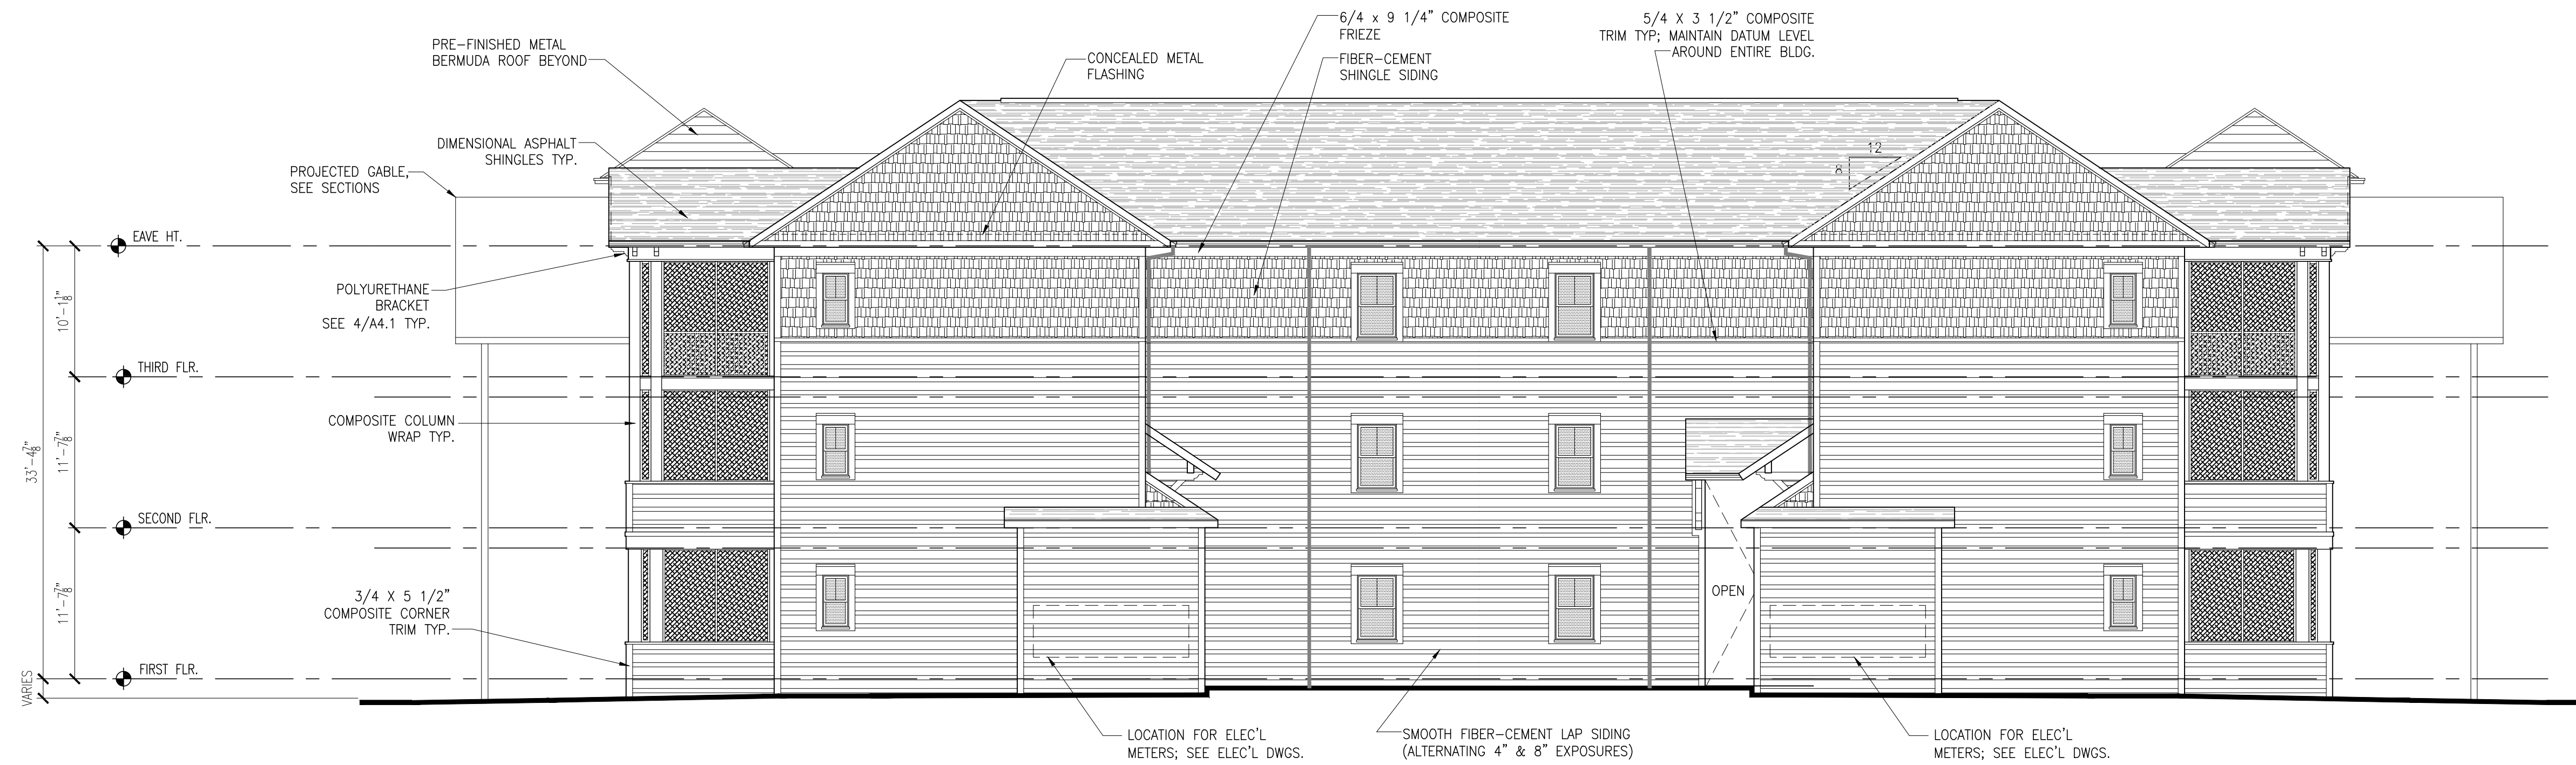 6/4 x 9 1/4" COMPOSITE
FRIEZE
5/4 X 3 1/2" COMPOSITE
TRIM TYP; MAINTAIN DATUM LEVEL
AROUND ENTIRE BLDG.
PRE-FINISHED METAL
BERMUDA ROOF BEYOND
CONCEALED METAL
FLASHING
FIBER-CEMENT
SHINGLE SIDING
DIMENSIONAL ASPHALT
SHINGLES TYP.
12
8
PROJECTED GABLE,
SEE SECTIONS
EAVE HT.
POLYURETHANE
BRACKET
SEE 4/A4.1 TYP.
10'-1 1/8"
THIRD FLR.
COMPOSITE COLUMN
WRAP TYP.
33'-4 7/8"
11'-7 7/8"
SECOND FLR.
3/4 X 5 1/2"
COMPOSITE CORNER
TRIM TYP.
11'-7 7/8"
OPEN
FIRST FLR.
VARIES
LOCATION FOR ELEC'L
METERS; SEE ELEC'L DWGS.
SMOOTH FIBER-CEMENT LAP SIDING
(ALTERNATING 4" & 8" EXPOSURES)
LOCATION FOR ELEC'L
METERS; SEE ELEC'L DWGS.